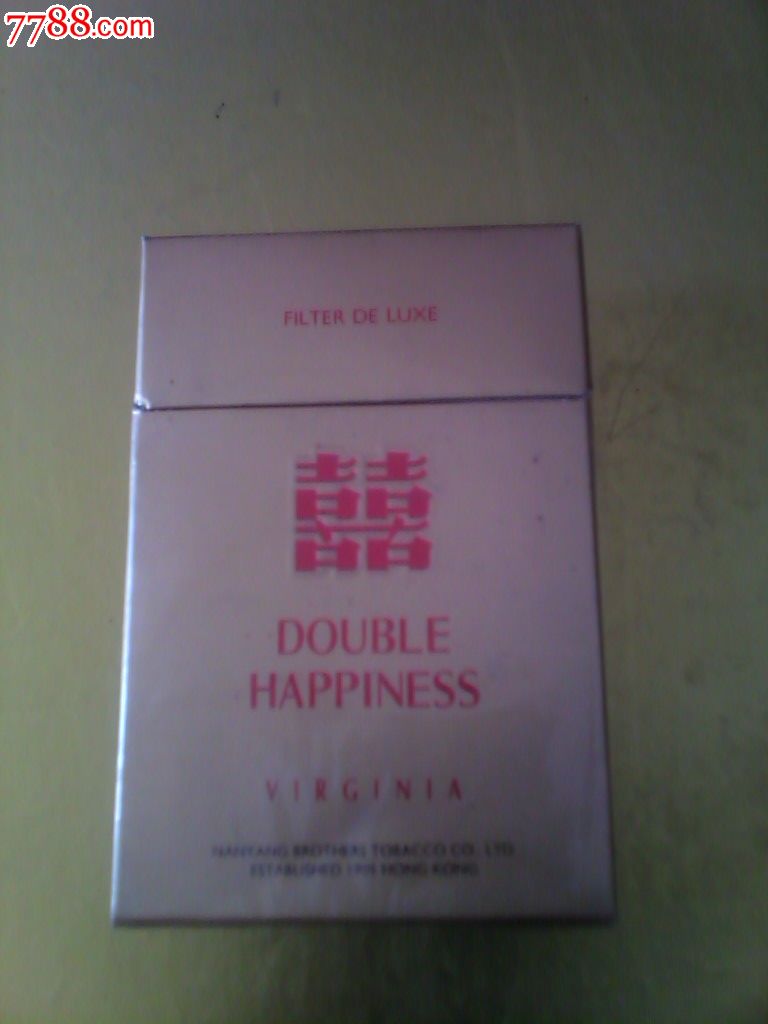 7788.com
FILTER DE LUXE
囍
DOUBLE
HAPPINESS
VIRGINIA
NANYANG BROTHERS TOBACCO CO., LTD
ESTABLISHED 1905 HONG KONG